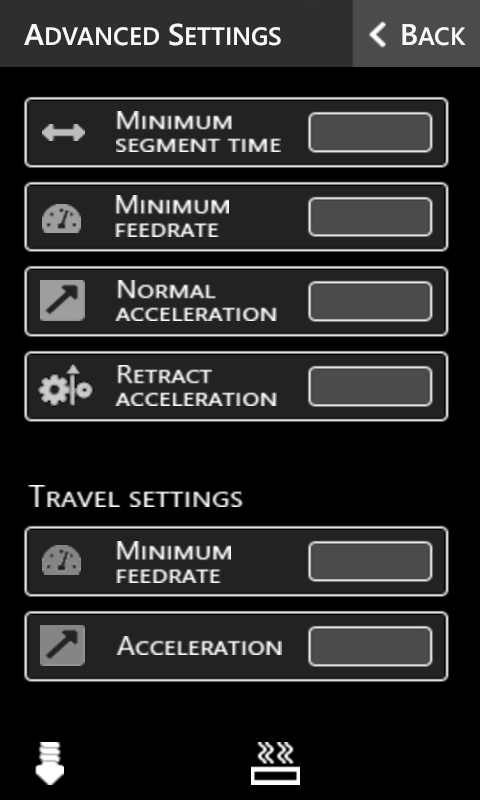 Advanced Settings
Back
Minimum
segment time
Minimum
feedrate
Normal
acceleration
Retract
acceleration
Travel settings
Minimum
feedrate
Acceleration